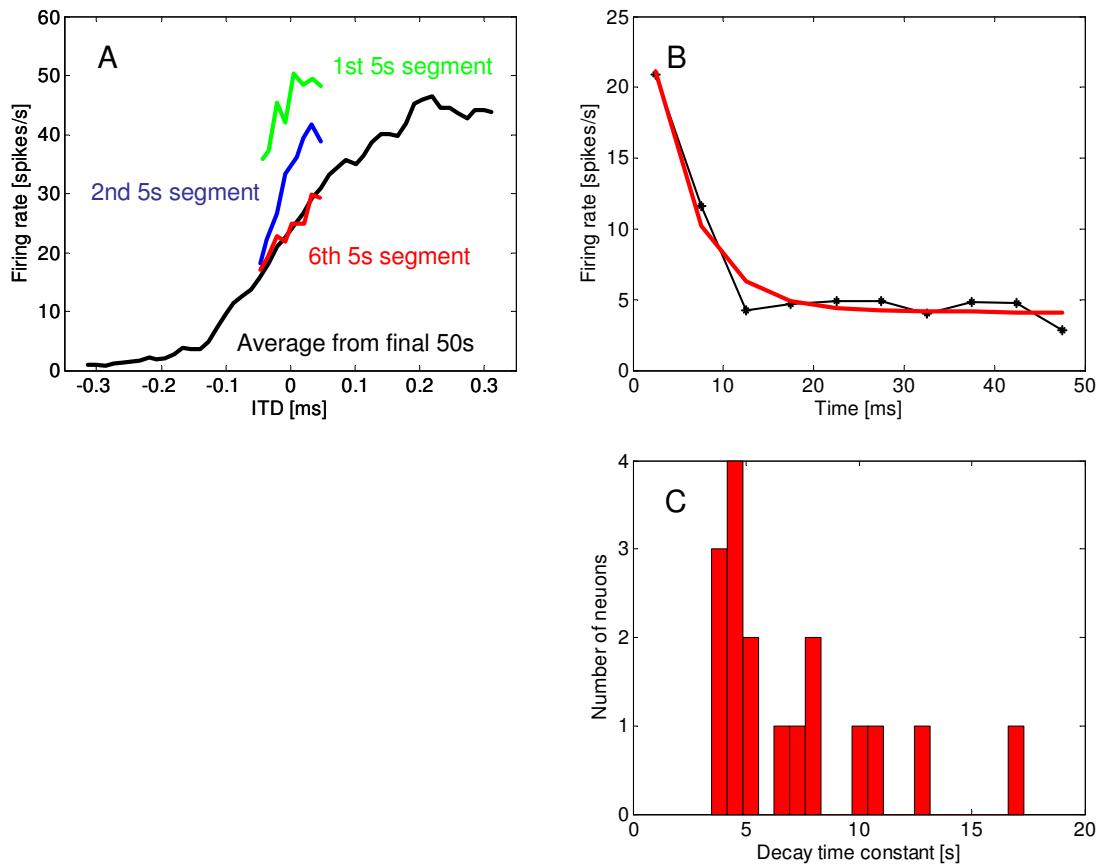 A
60
50
40
30
20
10
0
Firing rate [spikes/s]
1st 5s segment
2nd 5s segment
6th 5s segment
Average from final 50s
-0.3 -0.2 -0.1 0 0.1 0.2 0.3
ITD [ms]
B
25
20
15
10
5
0
Firing rate [spikes/s]
0 10 20 30 40 50
Time [ms]
C
4
3
2
1
0
Number of neuons
0 5 10 15 20
Decay time constant [s]